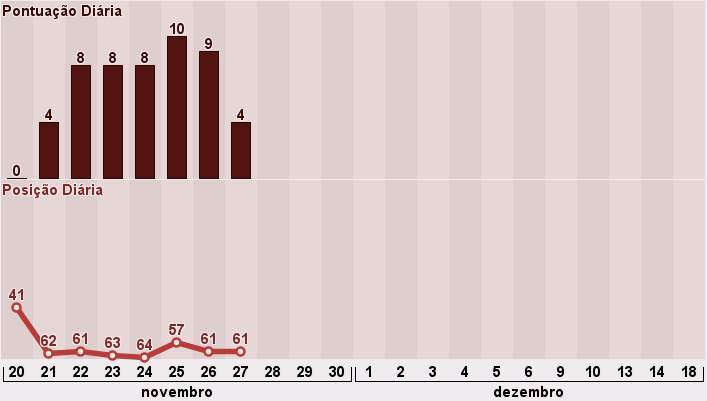 Pontuação Diária
0 4 8 8 8 10 9 4
Posição Diária
41 62 61 63 64 57 61 61
20 21 22 23 24 25 26 27 28 29 30 1 2 3 4 5 6 9 10 13 14 18
novembro dezembro